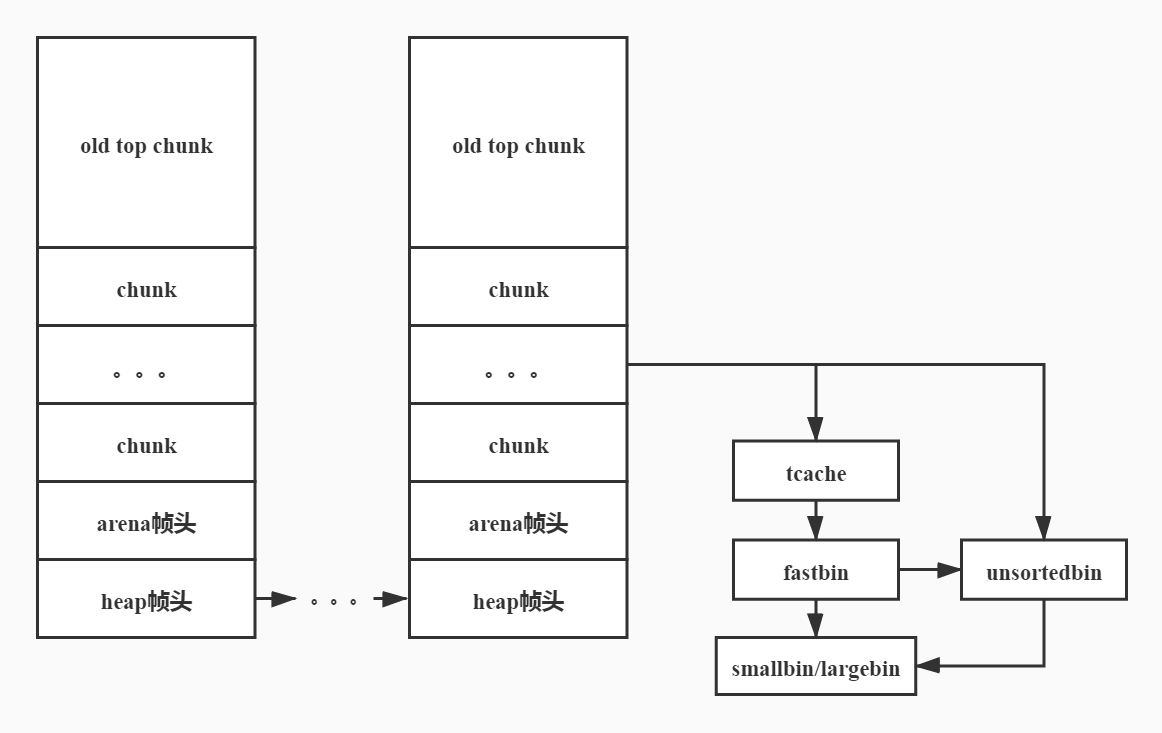 old top chunk
chunk
。。。
chunk
arena帧头
heap帧头
。。。
old top chunk
chunk
。。。
chunk
arena帧头
heap帧头
tcache
fastbin
unsortedbin
smallbin/largebin